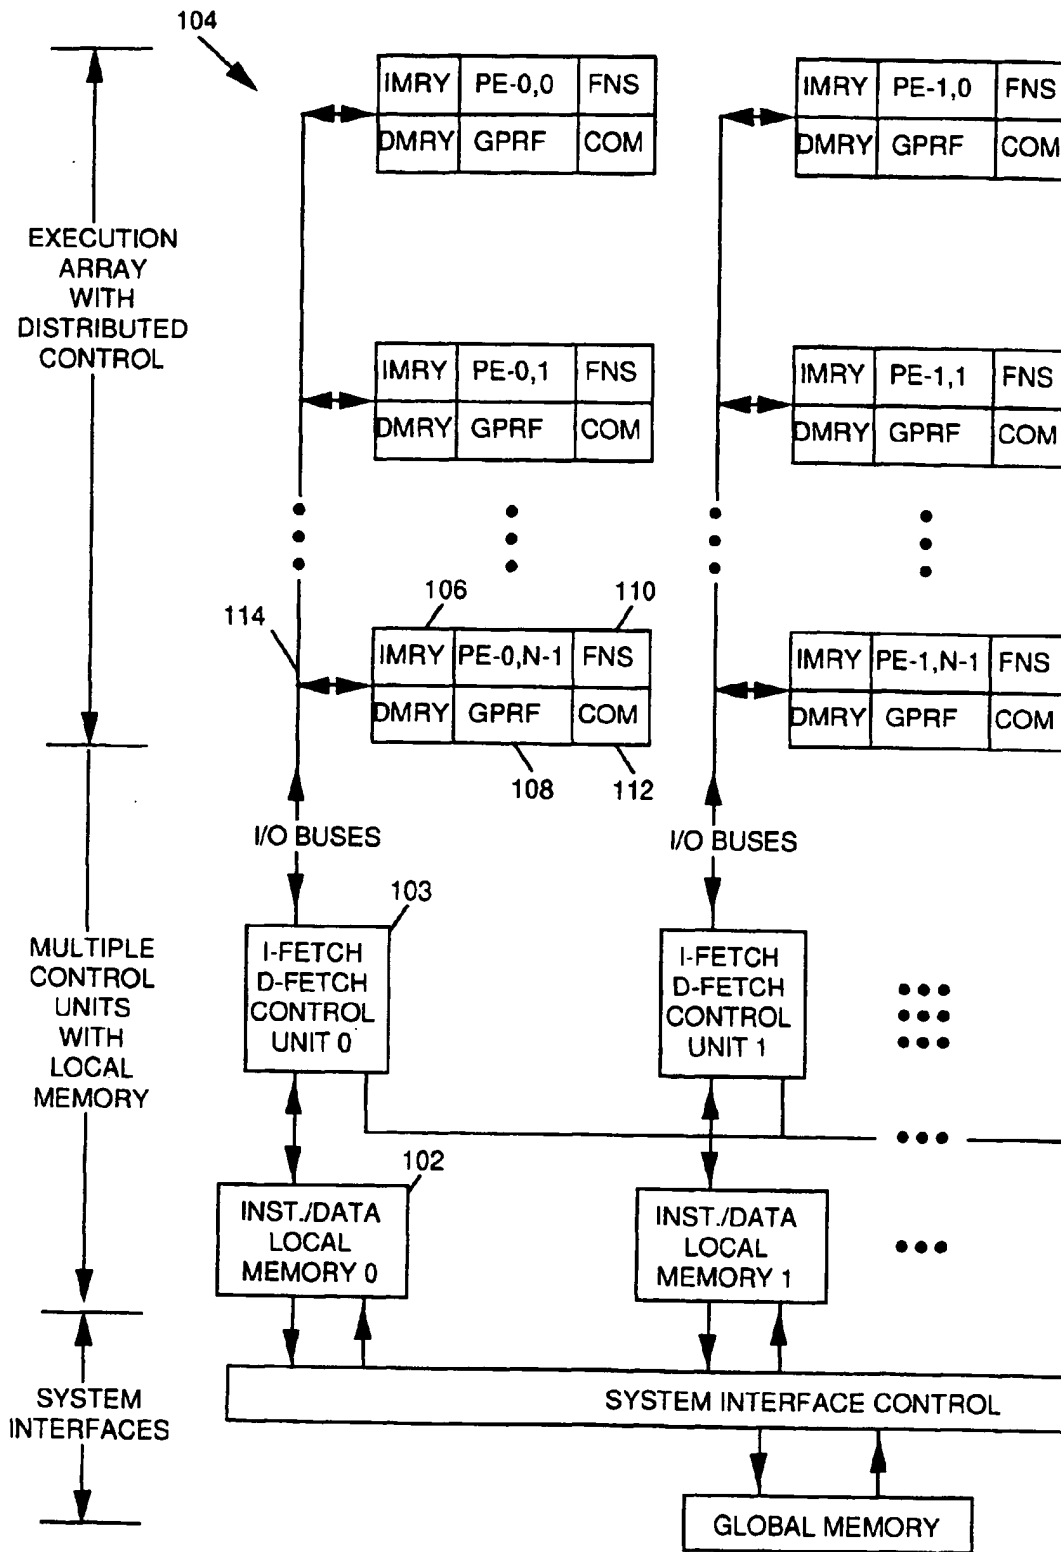 104
IMRY PE-0,0 FNS
DMRY GPRF COM
IMRY PE-1,0 FNS
DMRY GPRF COM
EXECUTION
ARRAY
WITH
DISTRIBUTED
CONTROL
IMRY PE-0,1 FNS
DMRY GPRF COM
IMRY PE-1,1 FNS
DMRY GPRF COM
106
110
114
IMRY PE-0,N-1 FNS
DMRY GPRF COM
108
112
IMRY PE-1,N-1 FNS
DMRY GPRF COM
I/O BUSES
I/O BUSES
MULTIPLE
CONTROL
UNITS
WITH
LOCAL
MEMORY
103
I-FETCH
D-FETCH
CONTROL
UNIT 0
I-FETCH
D-FETCH
CONTROL
UNIT 1
102
INST./DATA
LOCAL
MEMORY 0
INST./DATA
LOCAL
MEMORY 1
SYSTEM
INTERFACES
SYSTEM INTERFACE CONTROL
GLOBAL MEMORY